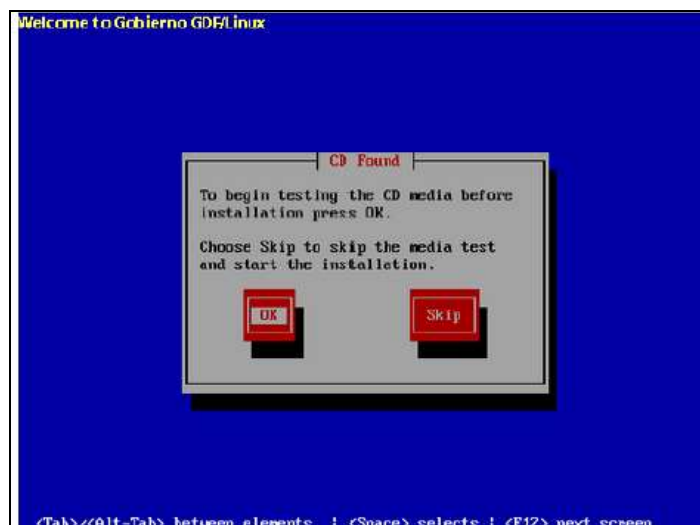 Welcome to Gobierno GDF/Linux
CD Found
To begin testing the CD media before
installation press OK.
Choose Skip to skip the media test
and start the installation.
OK
Skip
<Tab>/<Alt-Tab> between elements | <Space> selects | <F12> next screen